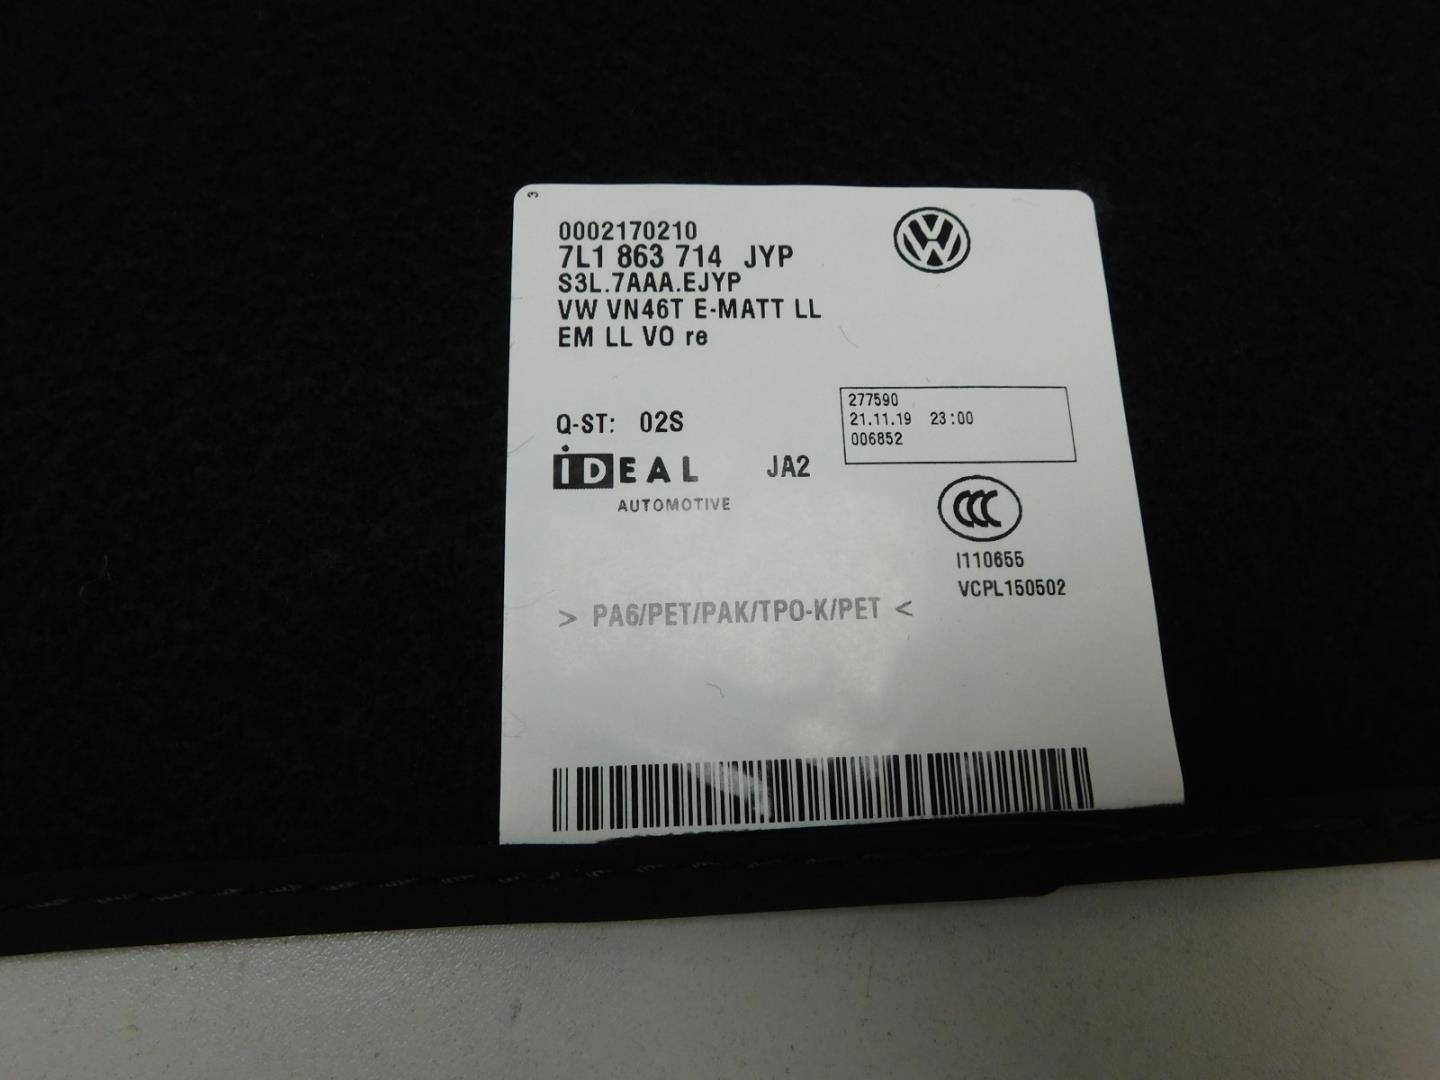 3
0002170210
7L1 863 714 JYP
S3L.7AAA.EJYP
VW VN46T E-MATT LL
EM LL VO re
Q-ST: 02S
277590
21.11.19 23:00
006852
iDEAL
AUTOMOTIVE
JA2
CCC
I110655
VCPL150502
> PA6/PET/PAK/TPO-K/PET <